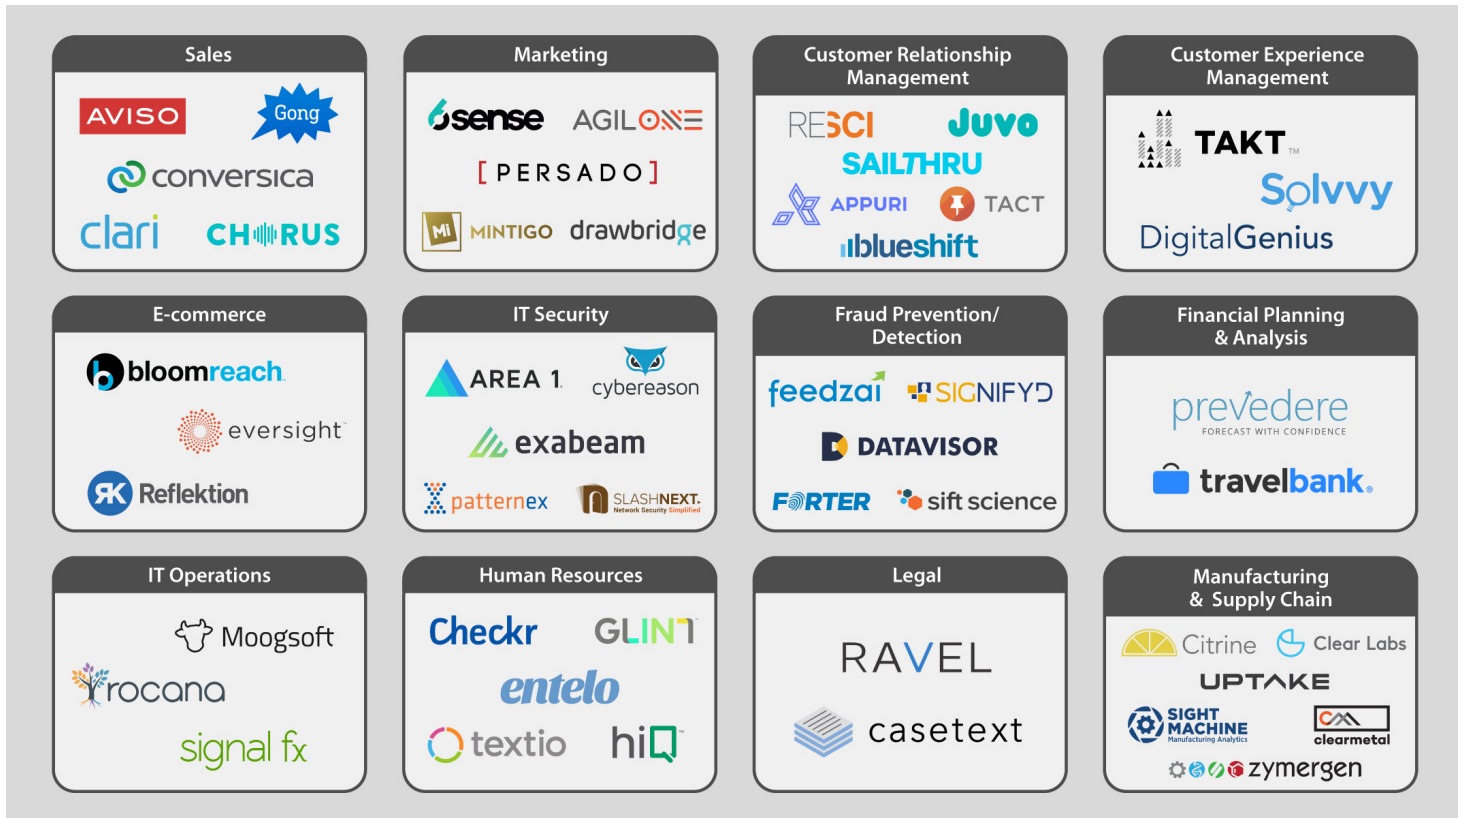 Sales
AVISO
Gong
conversica
clari
CHORUS
Marketing
6sense
AGILONE
[PERSADO]
Mi
MINTIGO
drawbridge
Customer Relationship
Management
RESCI
Juvo
SAILTHRU
APPURI
TACT
blueshift
Customer Experience
Management
TAKT TM
Solvvy
DigitalGenius
E-commerce
b
bloomreach
eversight
RK
Reflektion
IT Security
AREA 1
cybereason
exabeam
patternex
SLASHNEXT
Network Security Simplified
Fraud Prevention/
Detection
feedzai
SIGNIFYD
DATAVISOR
FORTER
sift science
Financial Planning
& Analysis
prevedere
FORECAST WITH CONFIDENCE
travelbank®
IT Operations
Moogsoft
rocana
signal fx
Human Resources
Checkr
GLINT
entelo
textio
hiQ
Legal
RAVEL
casetext
Manufacturing
& Supply Chain
Citrine
Clear Labs
UPTAKE
SIGHT
MACHINE
Manufacturing Analytics
CM
clearmetal
zymergen